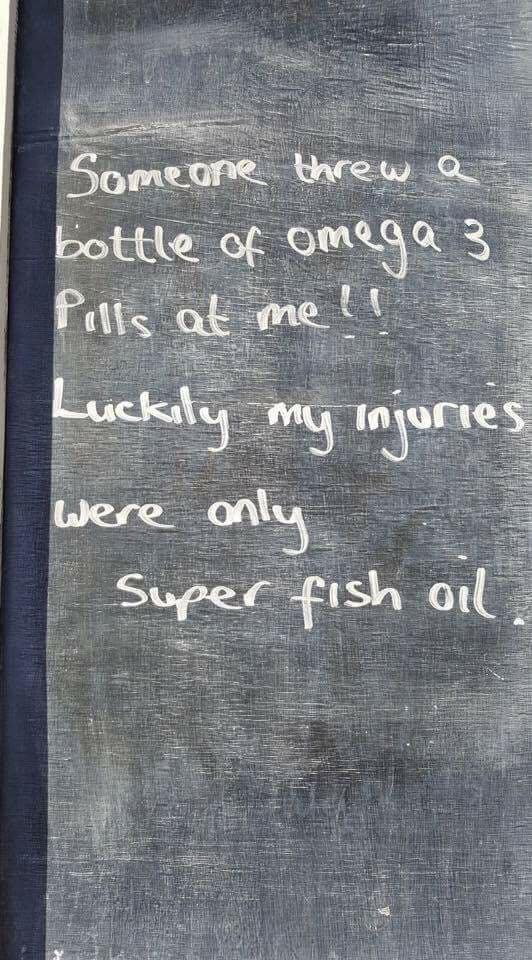 Someone threw a
bottle of omega 3
Pills at me!!
Luckily my injuries
were only
Super fish oil.